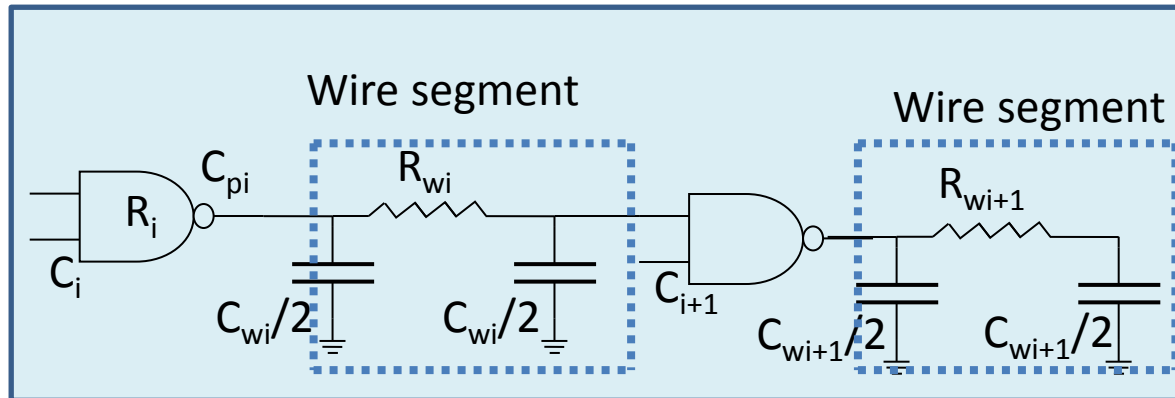 Wire segment
Wire segment
C_pi
R_wi
R_wi+1
R_i
C_i
C_i+1
C_wi/2
C_wi/2
C_wi+1/2
C_wi+1/2